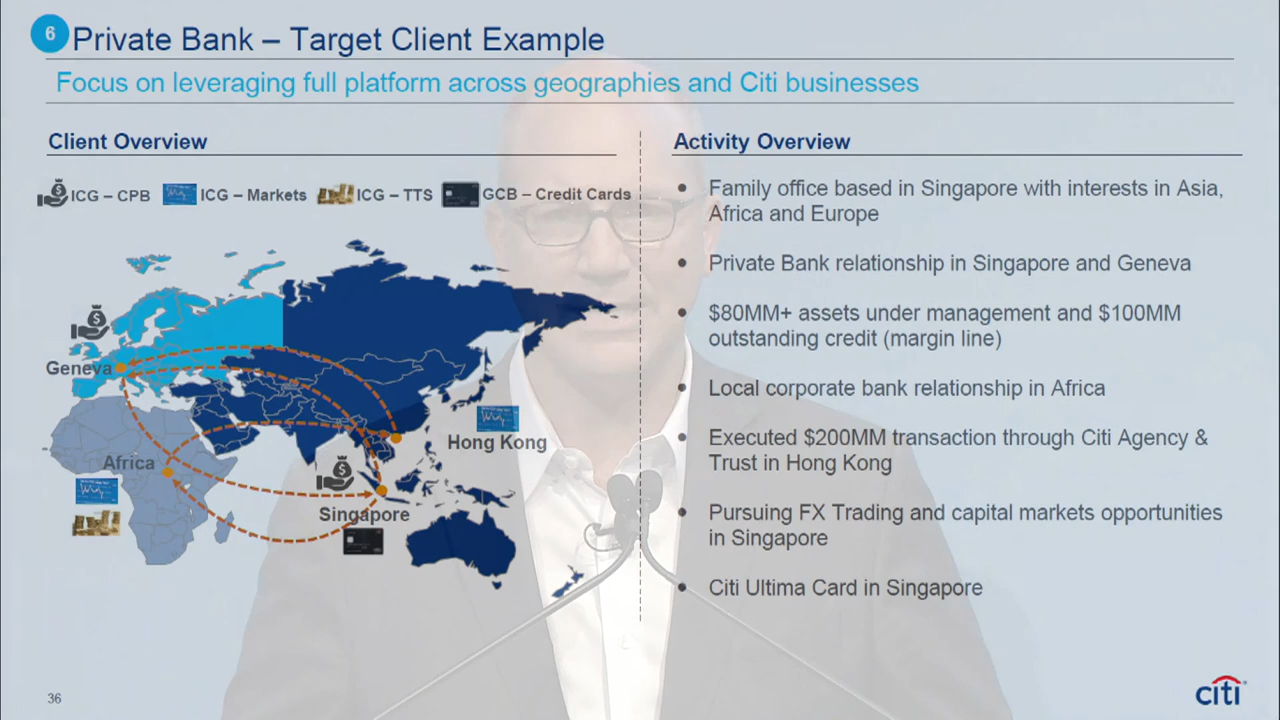 6
Private Bank – Target Client Example
Focus on leveraging full platform across geographies and Citi businesses
Client Overview
ICG – CPB ICG – Markets ICG – TTS GCB – Credit Cards
Geneva
Africa
Hong Kong
Singapore
Activity Overview
• Family office based in Singapore with interests in Asia,
Africa and Europe
• Private Bank relationship in Singapore and Geneva
• $80MM+ assets under management and $100MM
outstanding credit (margin line)
• Local corporate bank relationship in Africa
• Executed $200MM transaction through Citi Agency &
Trust in Hong Kong
• Pursuing FX Trading and capital markets opportunities
in Singapore
• Citi Ultima Card in Singapore
36
citi